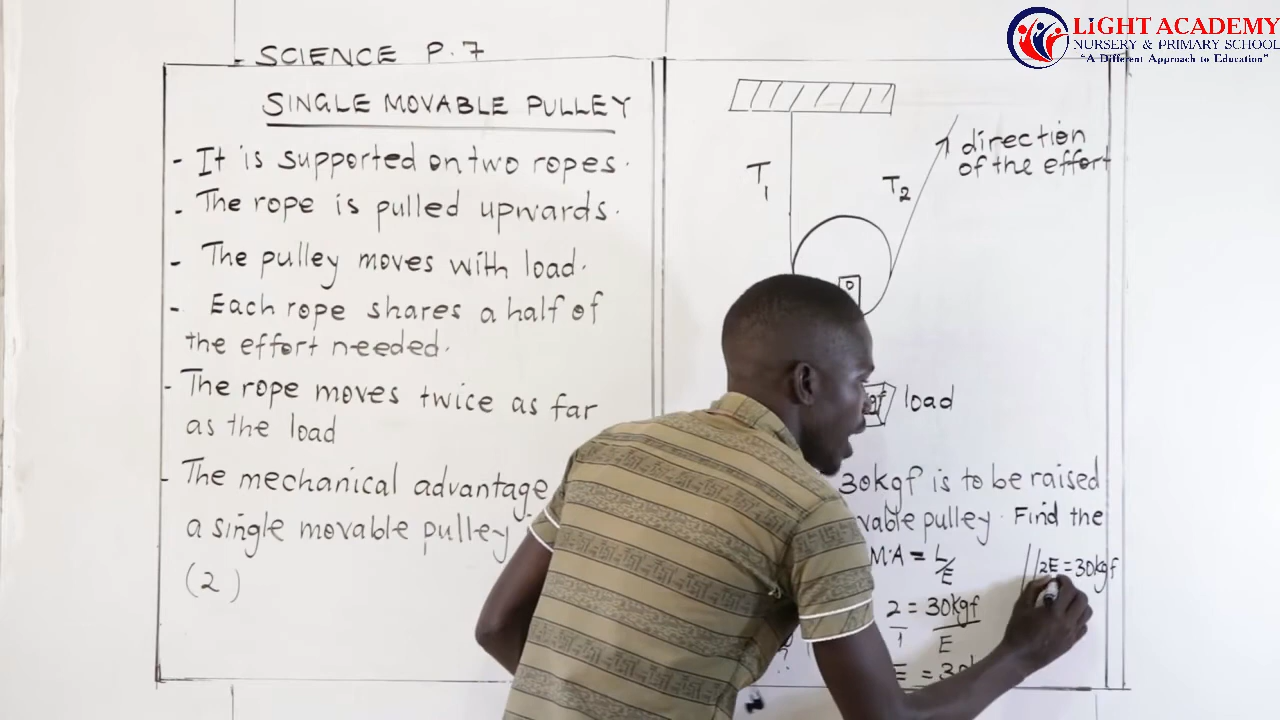 LiGHT ACADEMY
NURSERY & PRIMARY SCHOOL
"A Different Approach to Education"
- SCIENCE P.7
SINGLE MOVABLE PULLEY
- It is supported on two ropes.
- The rope is pulled upwards.
- The pulley moves with load.
- Each rope shares a half of
the effort needed.
- The rope moves twice as far
as the load
- The mechanical advantage
a single movable pulley
(2)
direction
of the effort
T1
T2
load
30kgf is to be raised
pulley. Find the
M.A = L/E
2E = 30kgf
2 = 30kgf
1 E
E = 30